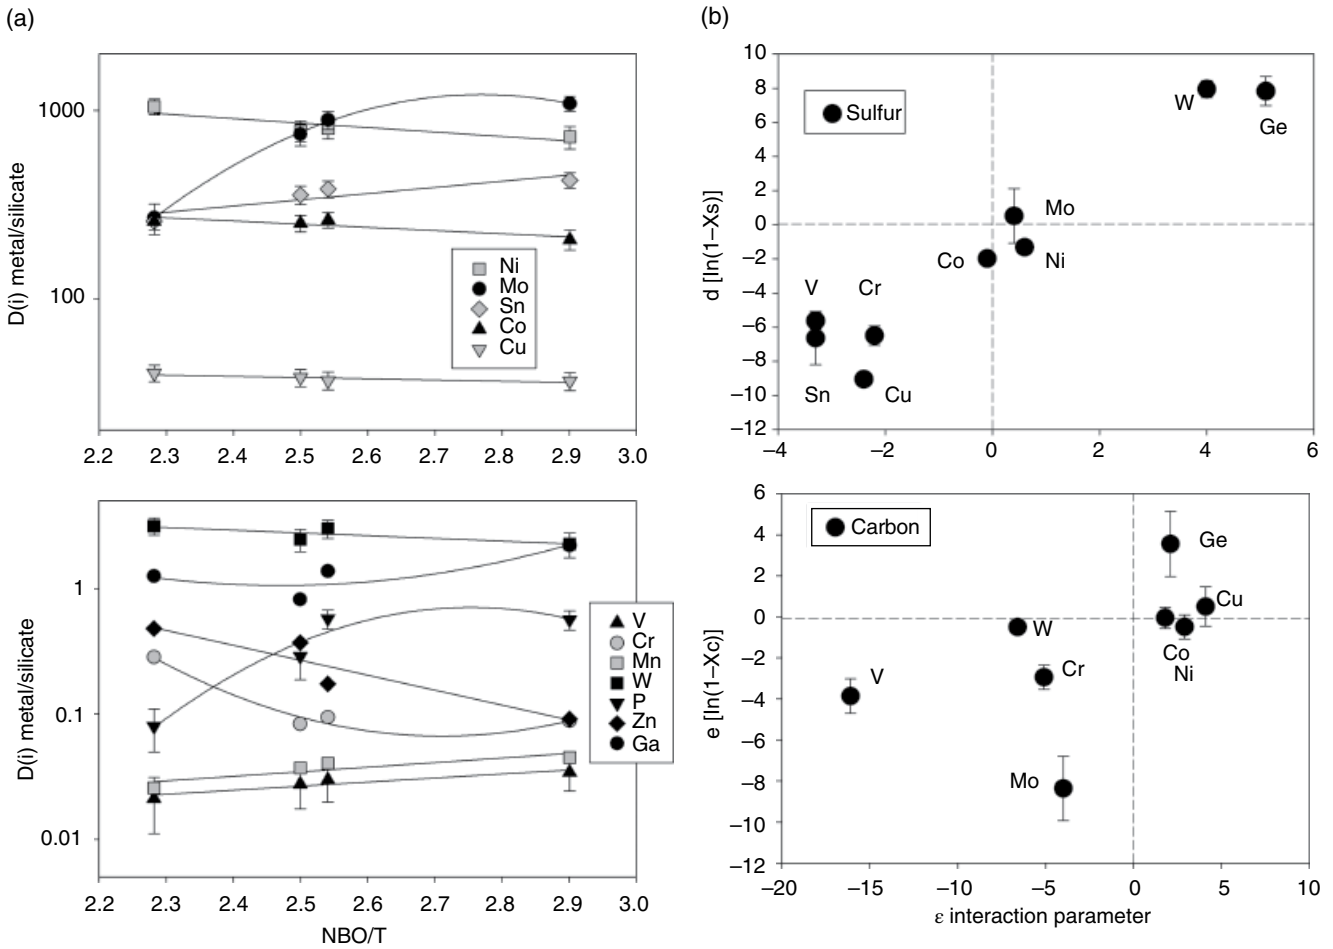 (a)
1000
100
D(i) metal/silicate
Ni
Mo
Sn
Co
Cu
2.2 2.3 2.4 2.5 2.6 2.7 2.8 2.9 3.0
1
0.1
0.01
D(i) metal/silicate
V
Cr
Mn
W
P
Zn
Ga
2.2 2.3 2.4 2.5 2.6 2.7 2.8 2.9 3.0
NBO/T
(b)
10
8
6
4
2
0
−2
−4
−6
−8
−10
−12
d [ln(1–Xs)]
Sulfur
W
Ge
Mo
Co
Ni
V
Cr
Sn
Cu
−4 −2 0 2 4 6
6
4
2
0
−2
−4
−6
−8
−10
−12
e [ln(1–Xc)]
Carbon
Ge
Cu
W
Co
Ni
Cr
V
Mo
−20 −15 −10 −5 0 5 10
ε interaction parameter